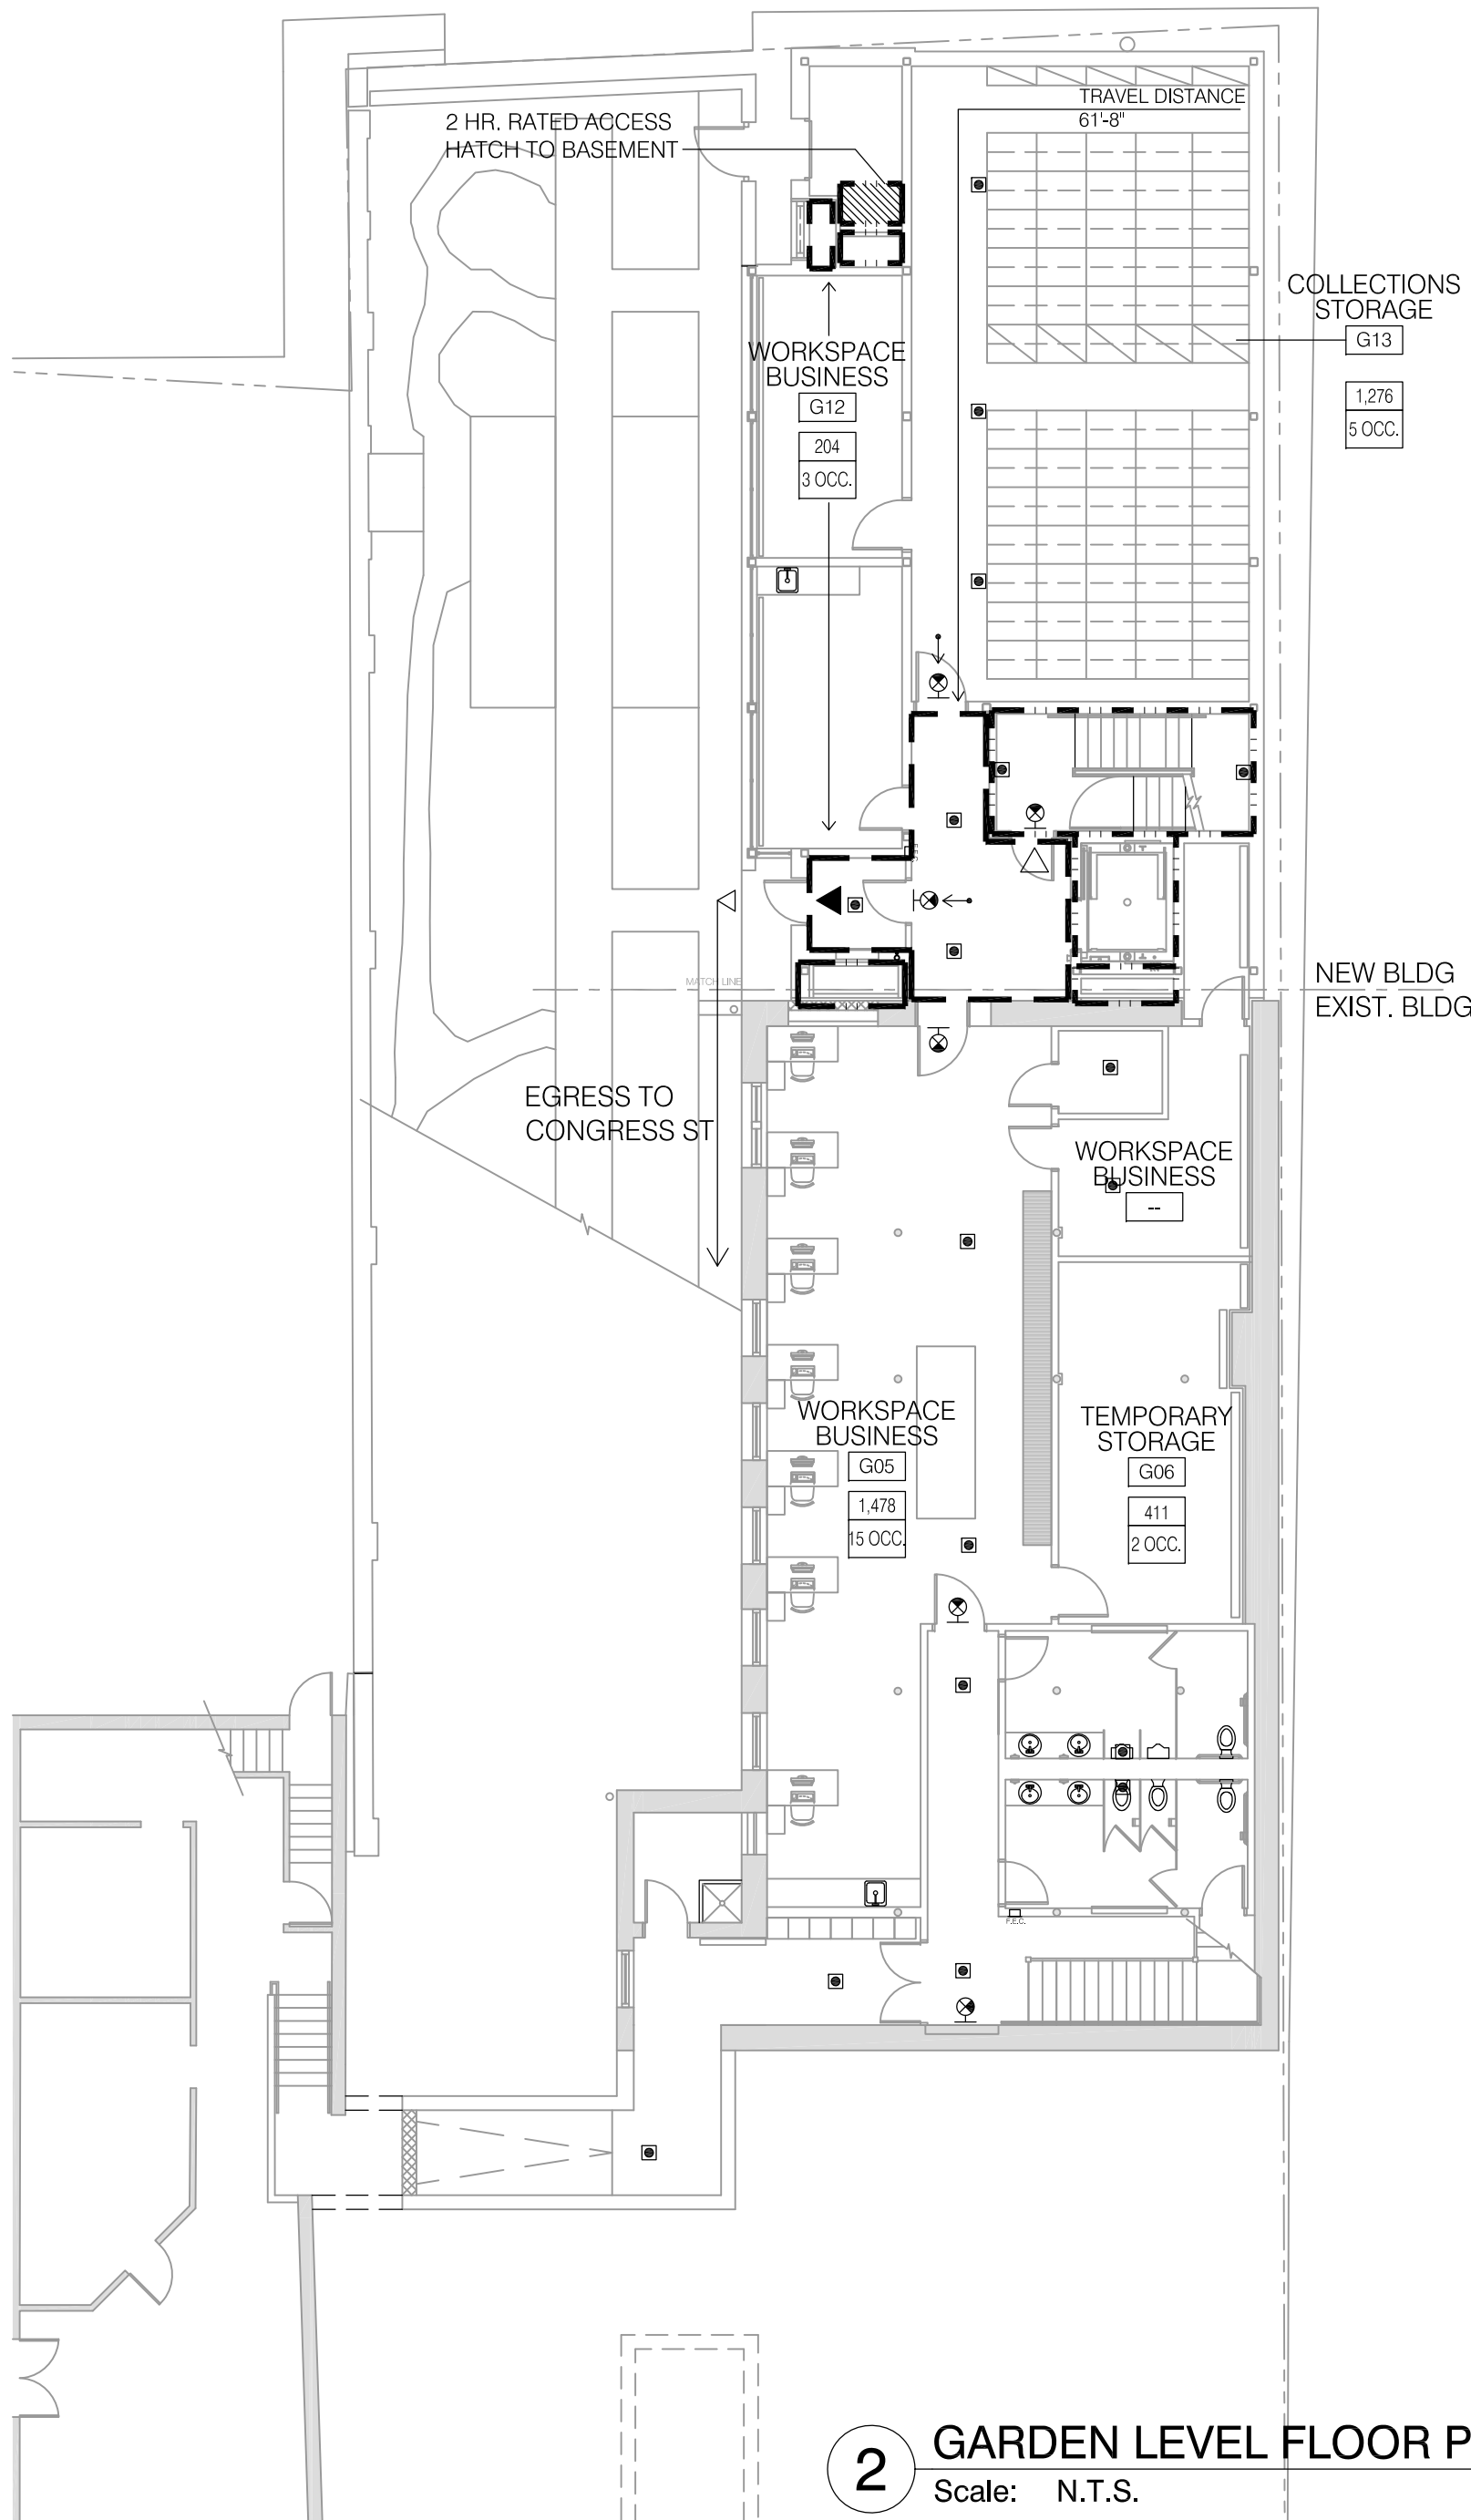 TRAVEL DISTANCE
61'-8"
2 HR. RATED ACCESS
HATCH TO BASEMENT
COLLECTIONS
STORAGE
G13
1,276
5 OCC.
WORKSPACE
BUSINESS
G12
204
3 OCC.
F.E.C.
MATCH LINE
NEW BLDG
EXIST. BLDG
EGRESS TO
CONGRESS ST
WORKSPACE
BUSINESS
--
WORKSPACE
BUSINESS
G05
1,478
15 OCC.
TEMPORARY
STORAGE
G06
411
2 OCC.
F.E.C.
2
GARDEN LEVEL FLOOR P
Scale: N.T.S.